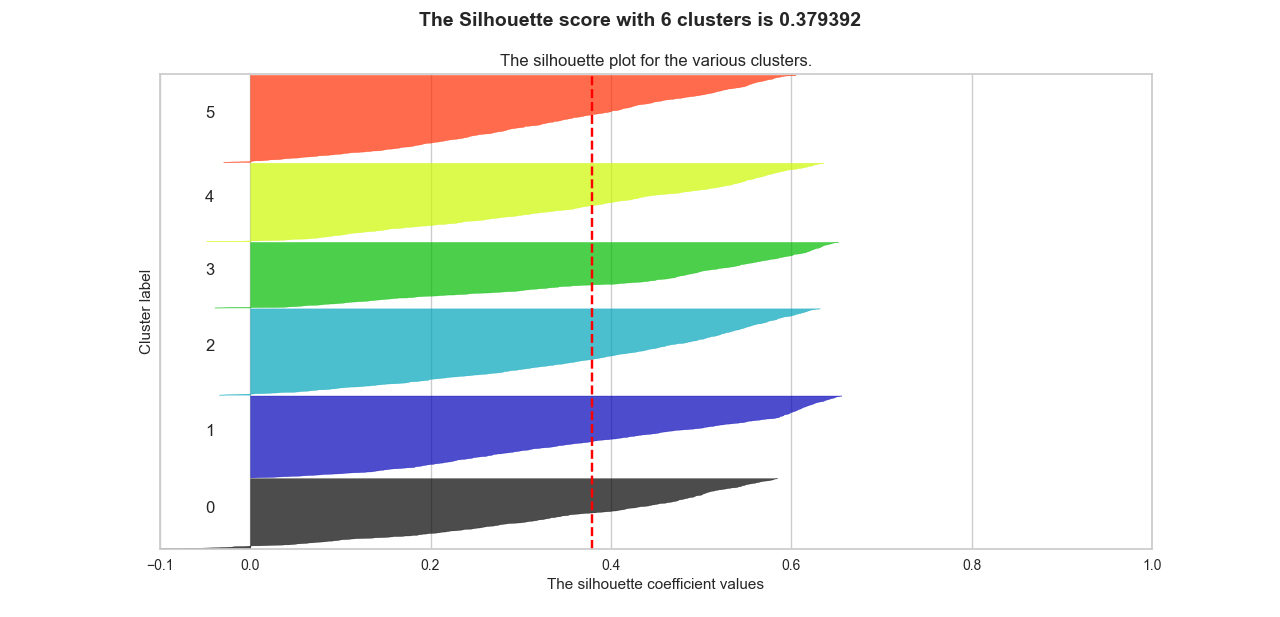 The Silhouette score with 6 clusters is 0.379392
The silhouette plot for the various clusters.
5
4
3
2
1
0
Cluster label
−0.1 0.0 0.2 0.4 0.6 0.8 1.0
The silhouette coefficient values